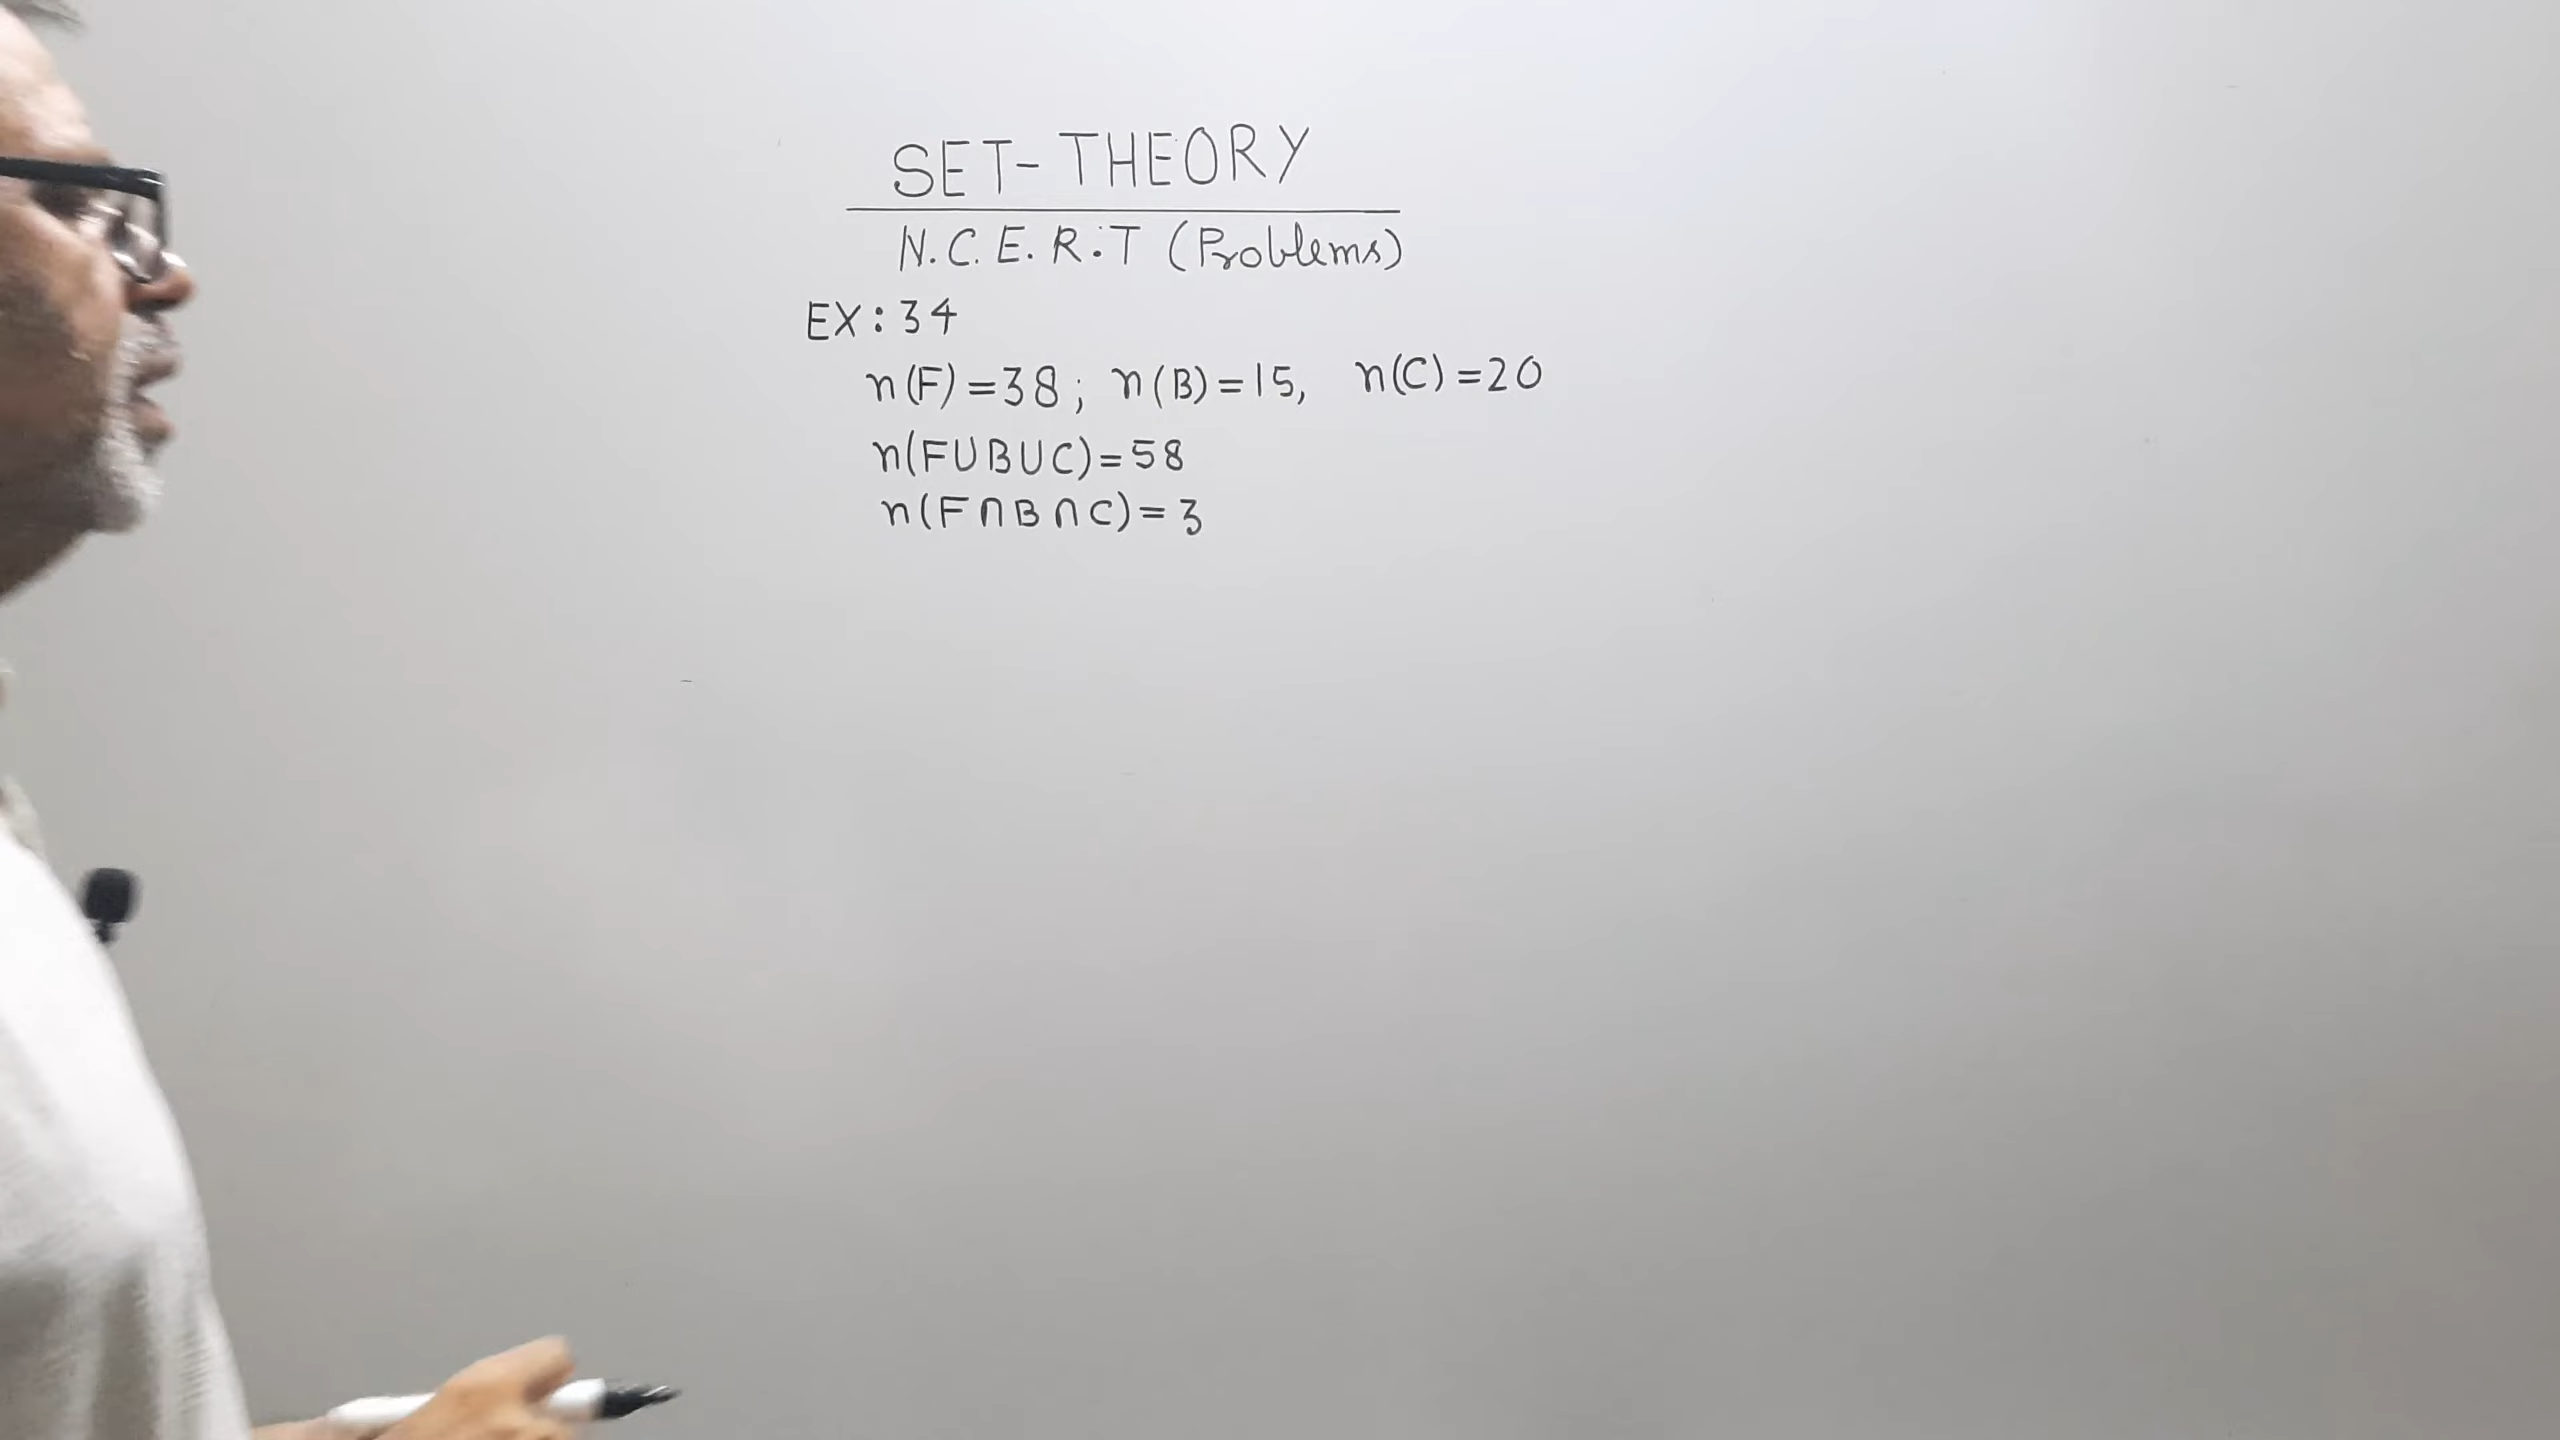 SET-THEORY
N.C.E.R.T (Problems)
EX: 34
n(F)=38; n(B)=15, n(C)=20
n(F∪B∪C)=58
n(F∩B∩C)=3